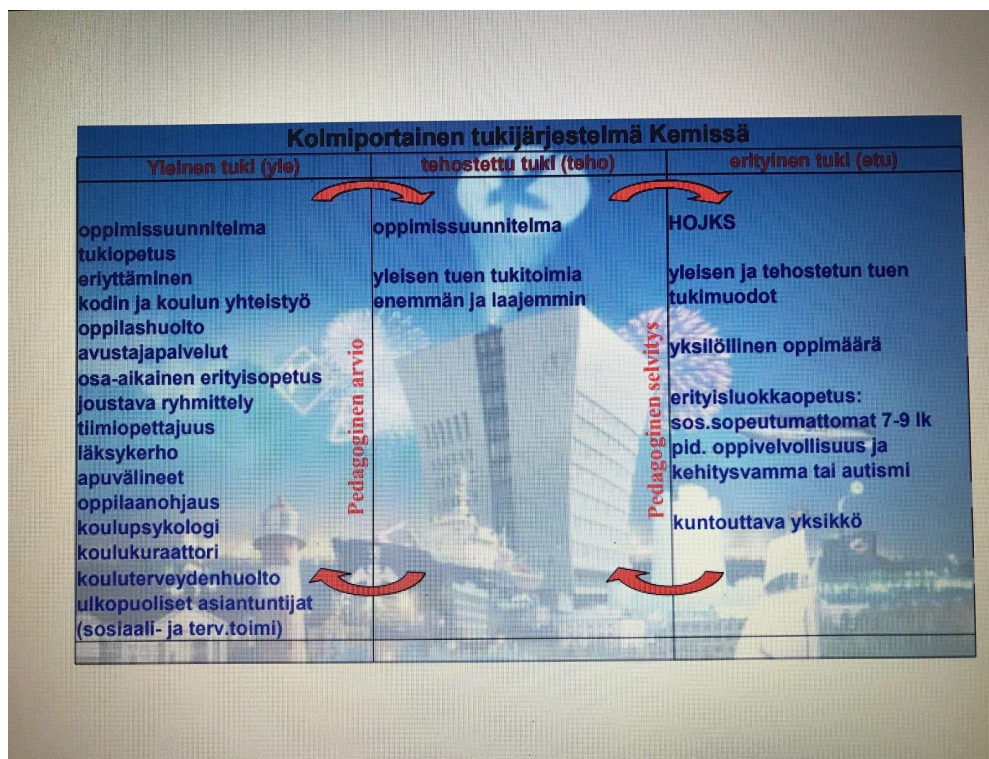 Kolmiportainen tukijärjestelmä Kemissä
Yleinen tuki (yle)
oppimissuunnitelma
tukiopetus
eriyttäminen
kodin ja koulun yhteistyö
oppilashuolto
avustajapalvelut
osa-aikainen erityisopetus
joustava ryhmittely
tiimiopettajuus
läksykerho
apuvälineet
oppilaanohjaus
koulupsykologi
koulukuraattori
kouluterveydenhuolto
ulkopuoliset asiantuntijat
(sosiaali- ja terv.toimi)
Pedagoginen arvio
tehostettu tuki (teho)
oppimissuunnitelma
yleisen tuen tukitoimia
enemmän ja laajemmin
Pedagoginen selvitys
erityinen tuki (etu)
HOJKS
yleisen ja tehostetun tuen
tukimuodot
yksilöllinen oppimäärä
erityisluokkaopetus:
sos.sopeutumattomat 7-9 lk
pid. oppivelvollisuus ja
kehitysvamma tai autismi
kuntouttava yksikkö